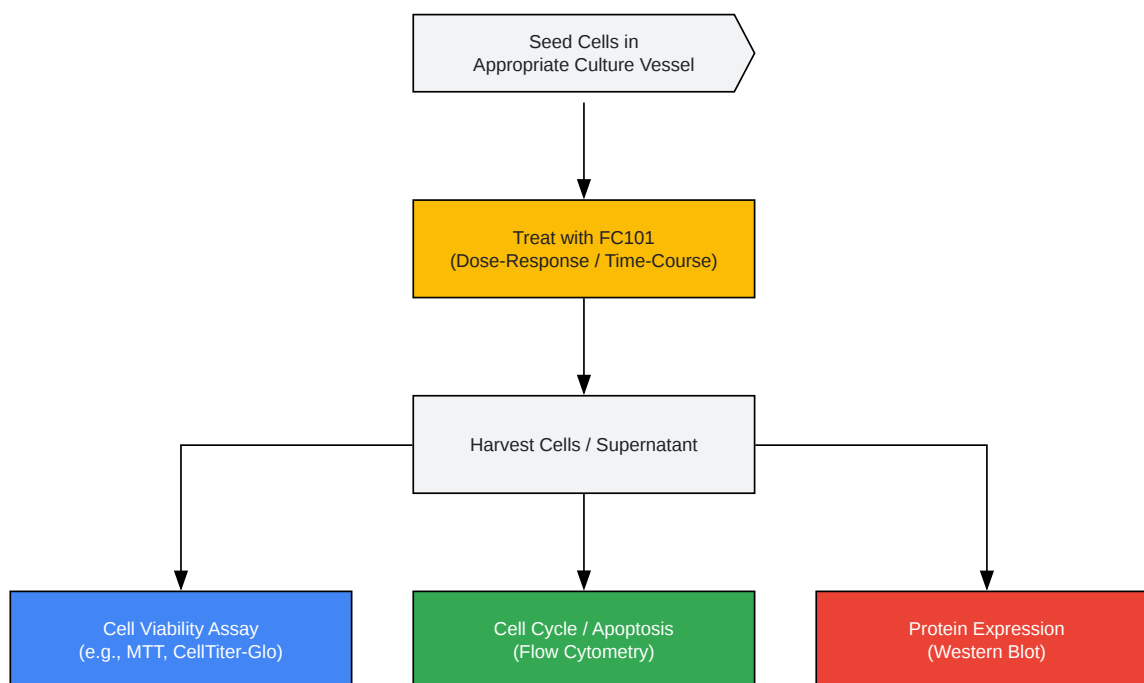 Seed Cells in
Appropriate Culture Vessel
Treat with FC101
(Dose-Response / Time-Course)
Harvest Cells / Supernatant
Cell Viability Assay
(e.g., MTT, CellTiter-Glo)
Cell Cycle / Apoptosis
(Flow Cytometry)
Protein Expression
(Western Blot)